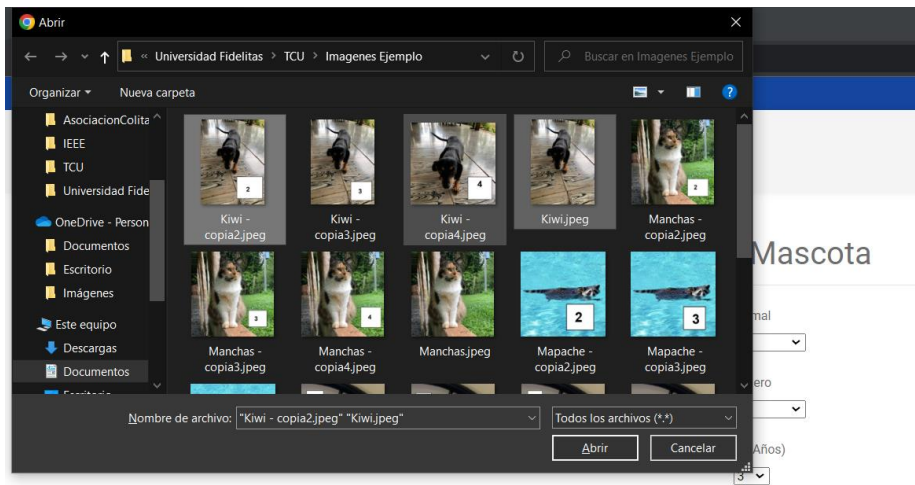 Abrir
« Universidad Fidelitas > TCU > Imagenes Ejemplo
Buscar en Imagenes Ejemplo
Organizar
Nueva carpeta
AsociacionColita
IEEE
TCU
Universidad Fide
OneDrive - Person
Documentos
Escritorio
Imágenes
Este equipo
Descargas
Documentos
2
3
4
2
Kiwi -
copia2.jpeg
Kiwi -
copia3.jpeg
Kiwi -
copia4.jpeg
Kiwi.jpeg
Manchas -
copia2.jpeg
3
4
2
3
Manchas -
copia3.jpeg
Manchas -
copia4.jpeg
Manchas.jpeg
Mapache -
copia2.jpeg
Mapache -
copia3.jpeg
Nombre de archivo: "Kiwi - copia2.jpeg" "Kiwi.jpeg"
Todos los archivos (*.*)
Abrir
Cancelar
Mascota
mal
ero
Años)
3